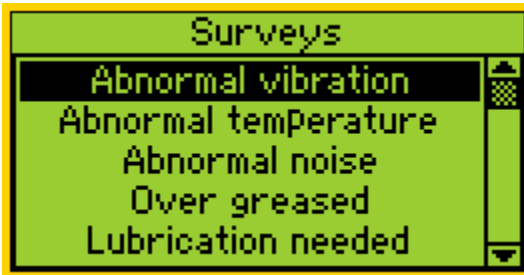 Surveys
Abnormal vibration
Abnormal temperature
Abnormal noise
Over greased
Lubrication needed